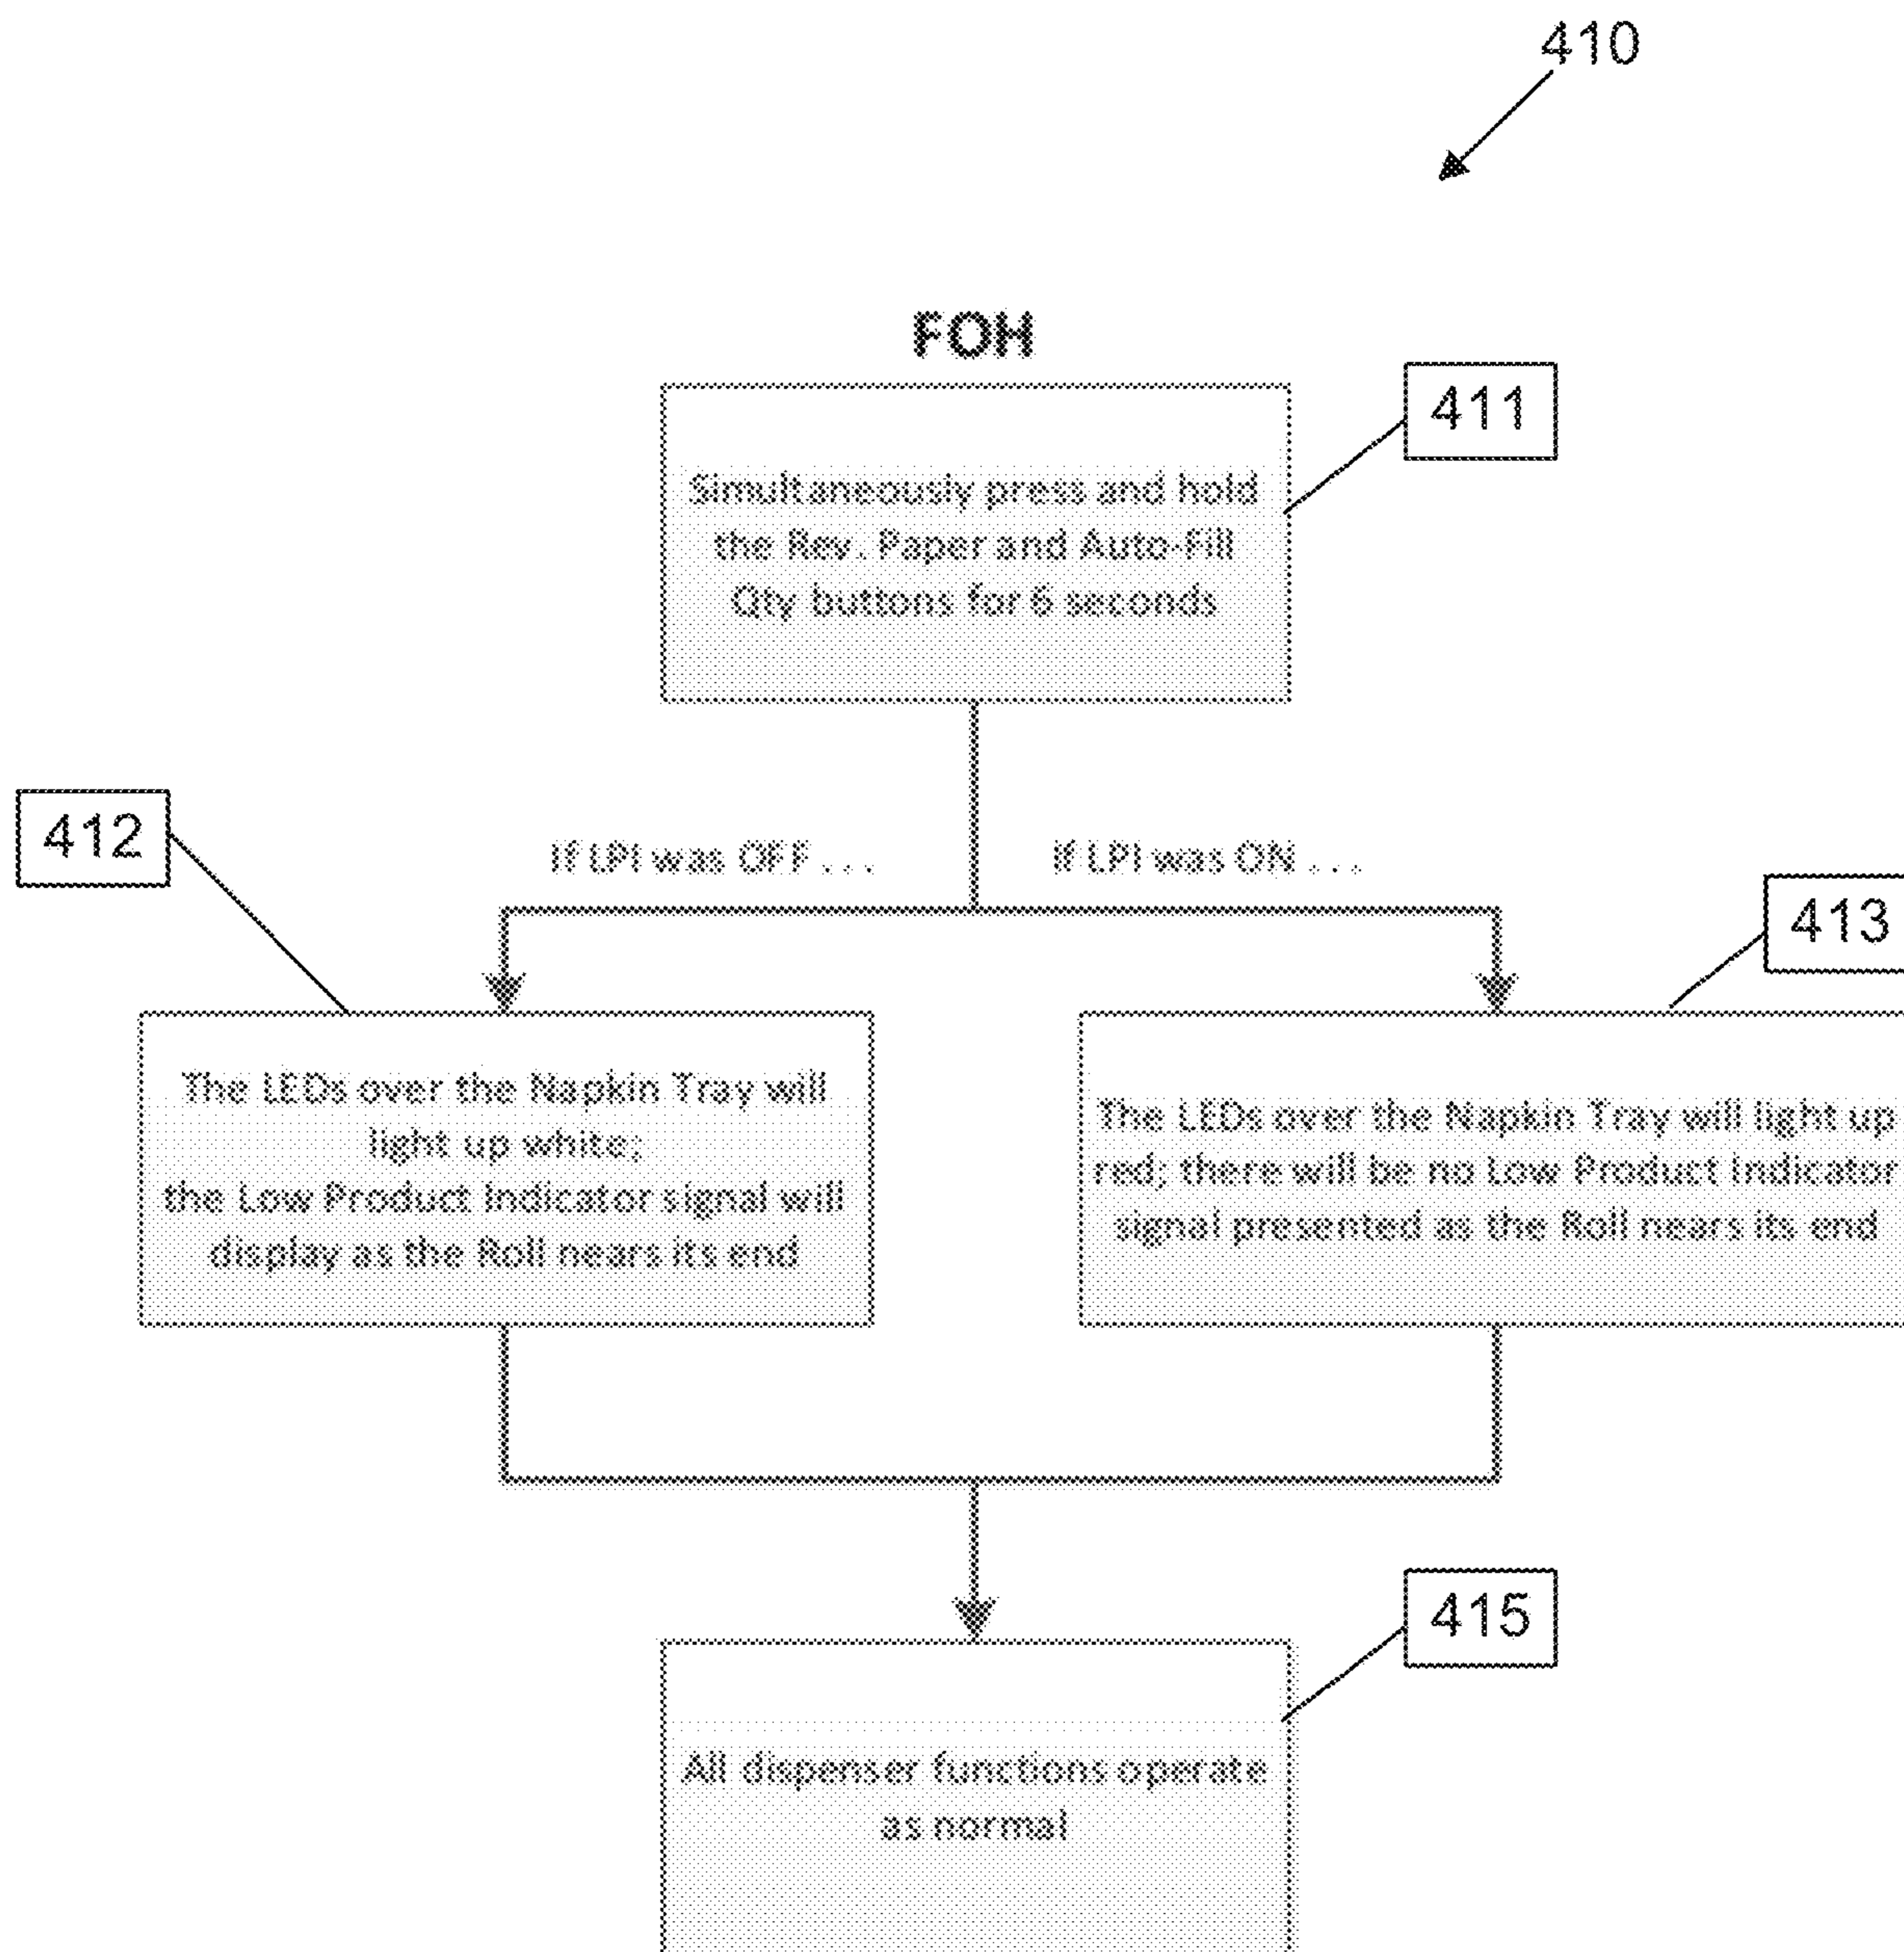 410
FOH
411
Simultaneously press and hold
the Rev. Paper and Auto-Fill
Qty buttons for 6 seconds
412
If LPI was OFF . . .
If LPI was ON . . .
413
The LEDs over the Napkin Tray will
light up white;
the Low Product Indicator signal will
display as the Roll nears its end
The LEDs over the Napkin Tray will light up
red; there will be no Low Product Indicator
signal presented as the Roll nears its end
415
All dispenser functions operate
as normal